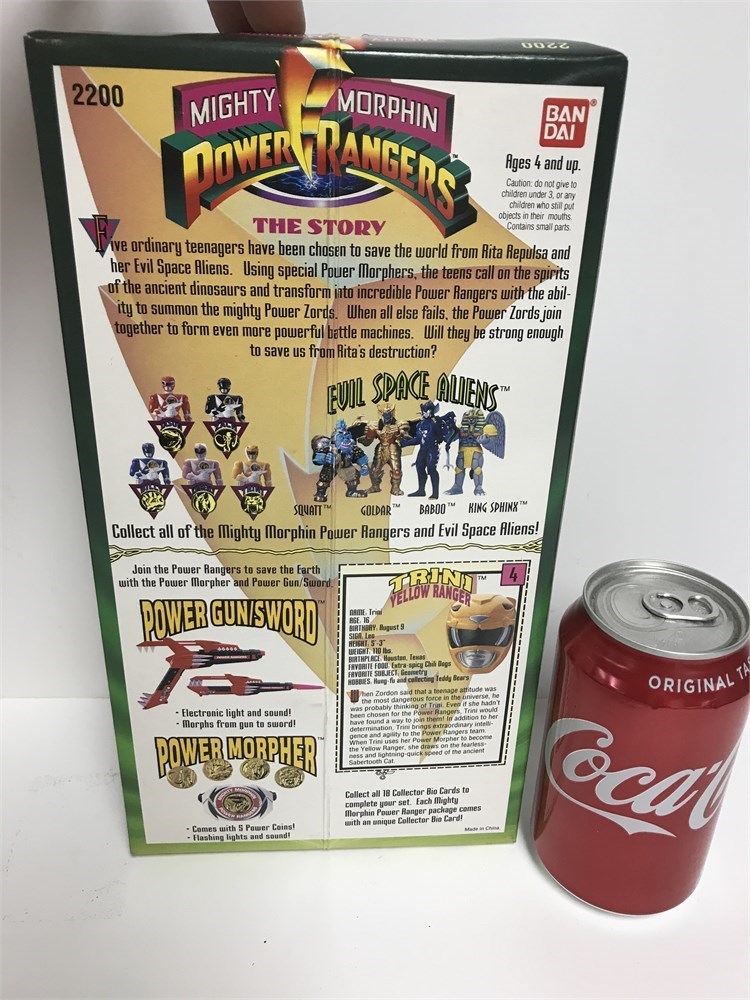 2200
2200
MIGHTY MORPHIN
POWER RANGERS™
BAN
DAI®
Ages 4 and up.
Caution: do not give to
children under 3, or any
children who still put
objects in their mouths.
Contains small parts.
THE STORY
Five ordinary teenagers have been chosen to save the world from Rita Repulsa and
her Evil Space Aliens. Using special Power Morphers, the teens call on the spirits
of the ancient dinosaurs and transform into incredible Power Rangers with the abil-
ity to summon the mighty Power Zords. When all else fails, the Power Zords join
together to form even more powerful battle machines. Will they be strong enough
to save us from Rita's destruction?
EVIL SPACE ALIENS™
SQUATT™ GOLDAR™ BABOO™ KING SPHINX™
Collect all of the Mighty Morphin Power Rangers and Evil Space Aliens!
Join the Power Rangers to save the Earth
with the Power Morpher and Power Gun/Sword.
POWER GUN/SWORD™
- Electronic light and sound!
- Morphs from gun to sword!
POWER MORPHER™
MIGHTY MORPHIN
POWER RANGERS
- Comes with 5 Power Coins!
- Flashing lights and sound!
4
TRINI™
YELLOW RANGER
NAME: Trini
AGE: 16
BIRTHDAY: August 9
SIGN: Leo
HEIGHT: 5'-3"
WEIGHT: 110 lbs.
BIRTHPLACE: Houston, Texas
FAVORITE FOOD: Extra-spicy Chili Dogs
FAVORITE SUBJECT: Geometry
HOBBIES: Kung-fu and collecting Teddy Bears
When Zordon said that a teenage attitude was
the most dangerous force in the universe, he
was probably thinking of Trini. Even if she hadn't
been chosen for the Power Rangers, Trini would
have found a way to join them! In addition to her
determination, Trini brings extraordinary intelli-
gence and agility to the Power Rangers team.
When Trini uses her Power Morpher to become
the Yellow Ranger, she draws on the fearless-
ness and lightning-quick speed of the ancient
Sabertooth Cat.
Collect all 18 Collector Bio Cards to
complete your set. Each Mighty
Morphin Power Ranger package comes
with an unique Collector Bio Card!
Made in China.
ORIGINAL TA
Coca-C